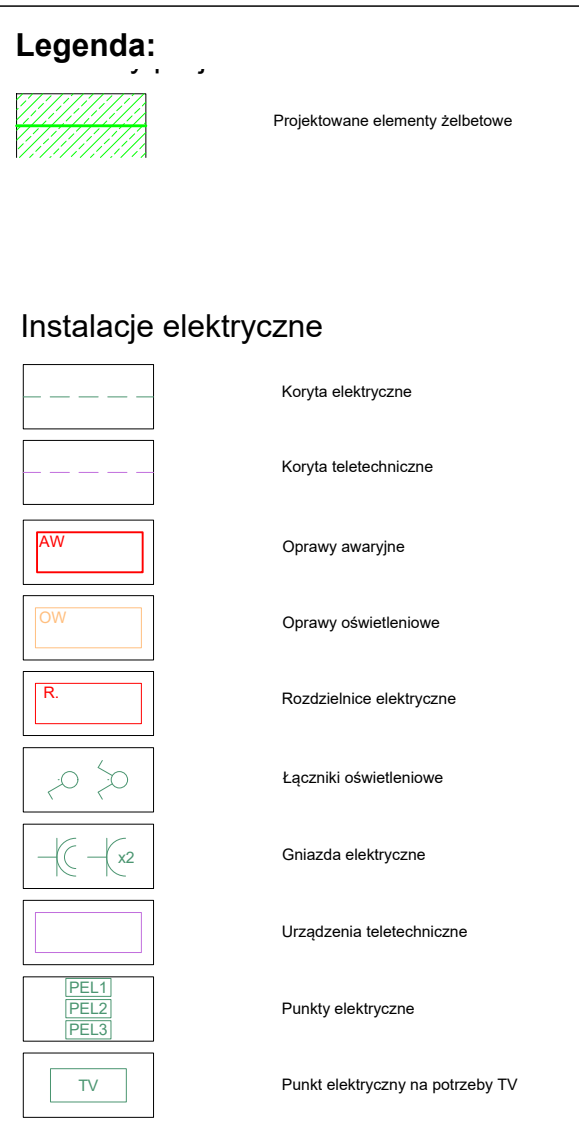 Legenda:
Projektowane elementy żelbetowe
Instalacje elektryczne
Koryta elektryczne
Koryta teletechniczne
AW
Oprawy awaryjne
OW
Oprawy oświetleniowe
R.
Rozdzielnice elektryczne
Łączniki oświetleniowe
x2
Gniazda elektryczne
Urządzenia teletechniczne
PEL1
PEL2
PEL3
Punkty elektryczne
TV
Punkt elektryczny na potrzeby TV